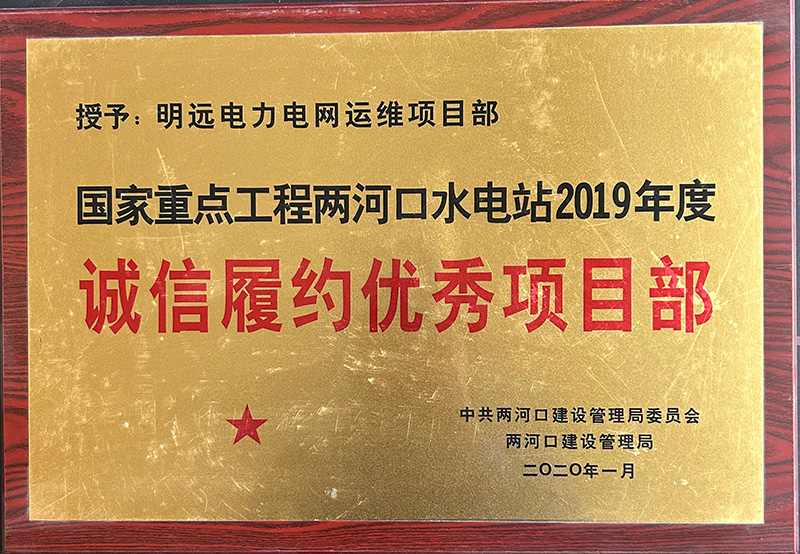 授予：明远电力电网运维项目部
国家重点工程两河口水电站2019年度
诚信履约优秀项目部
中共两河口建设管理局委员会
两河口建设管理局
二〇二〇年一月